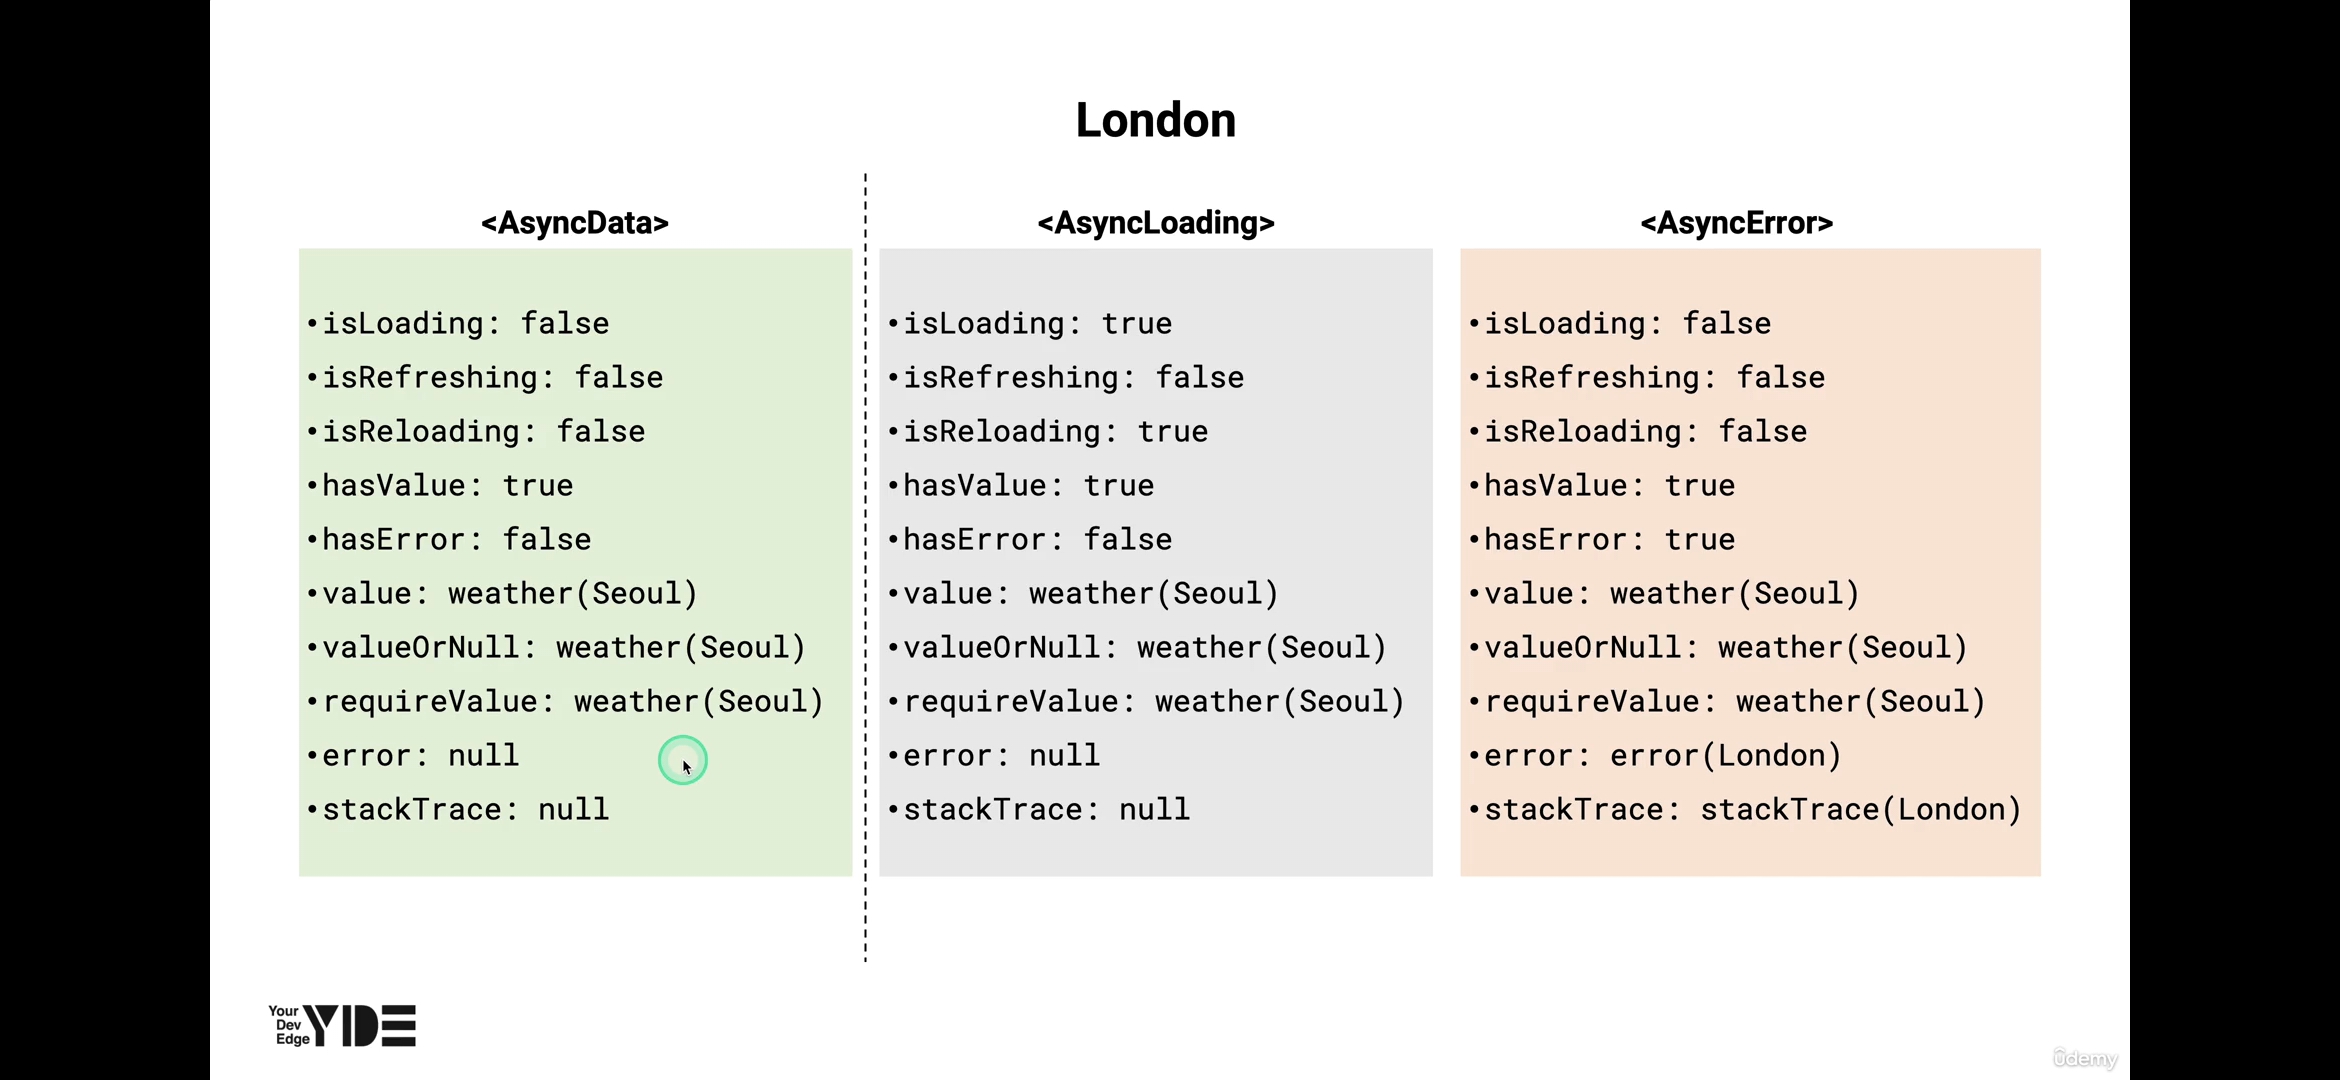 London
<AsyncData>
•isLoading: false
•isRefreshing: false
•isReloading: false
•hasValue: true
•hasError: false
•value: weather(Seoul)
•valueOrNull: weather(Seoul)
•requireValue: weather(Seoul)
•error: null
•stackTrace: null
<AsyncLoading>
•isLoading: true
•isRefreshing: false
•isReloading: true
•hasValue: true
•hasError: false
•value: weather(Seoul)
•valueOrNull: weather(Seoul)
•requireValue: weather(Seoul)
•error: null
•stackTrace: null
<AsyncError>
•isLoading: false
•isRefreshing: false
•isReloading: false
•hasValue: true
•hasError: true
•value: weather(Seoul)
•valueOrNull: weather(Seoul)
•requireValue: weather(Seoul)
•error: error(London)
•stackTrace: stackTrace(London)
Your
Dev
Edge
YIDE
ûdemy